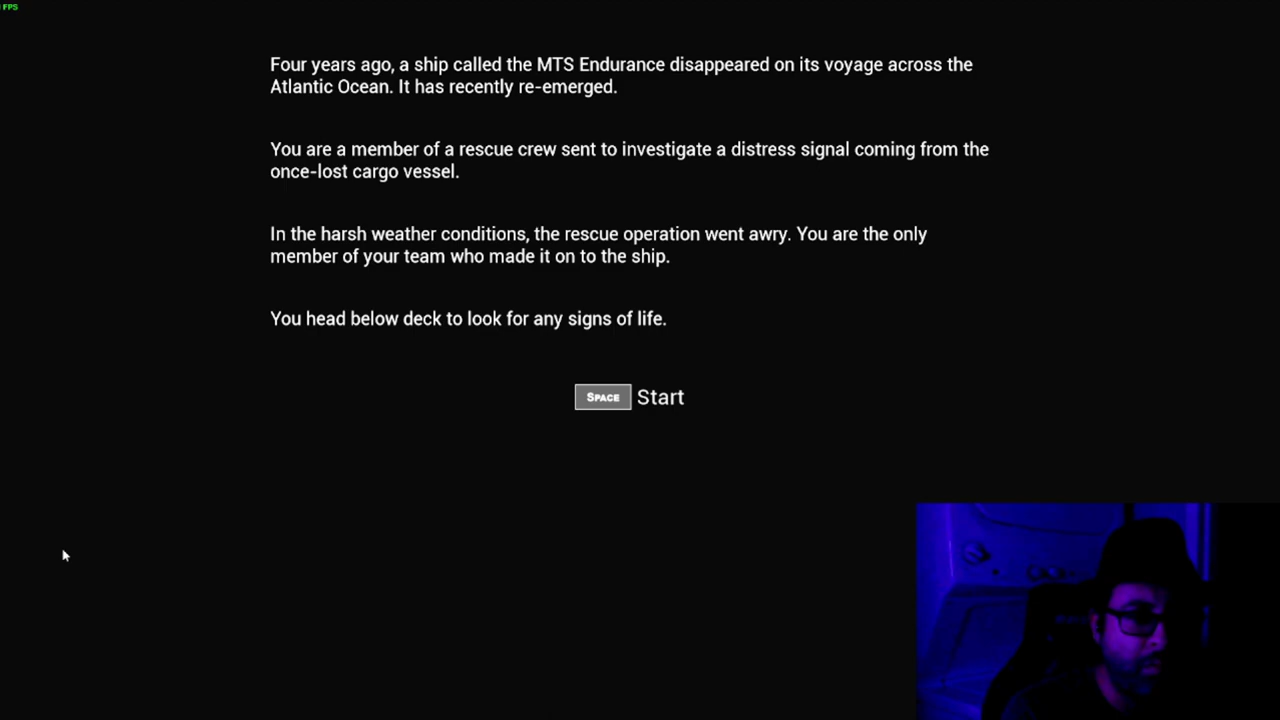 FPS
Four years ago, a ship called the MTS Endurance disappeared on its voyage across the
Atlantic Ocean. It has recently re-emerged.
You are a member of a rescue crew sent to investigate a distress signal coming from the
once-lost cargo vessel.
In the harsh weather conditions, the rescue operation went awry. You are the only
member of your team who made it on to the ship.
You head below deck to look for any signs of life.
SPACE Start